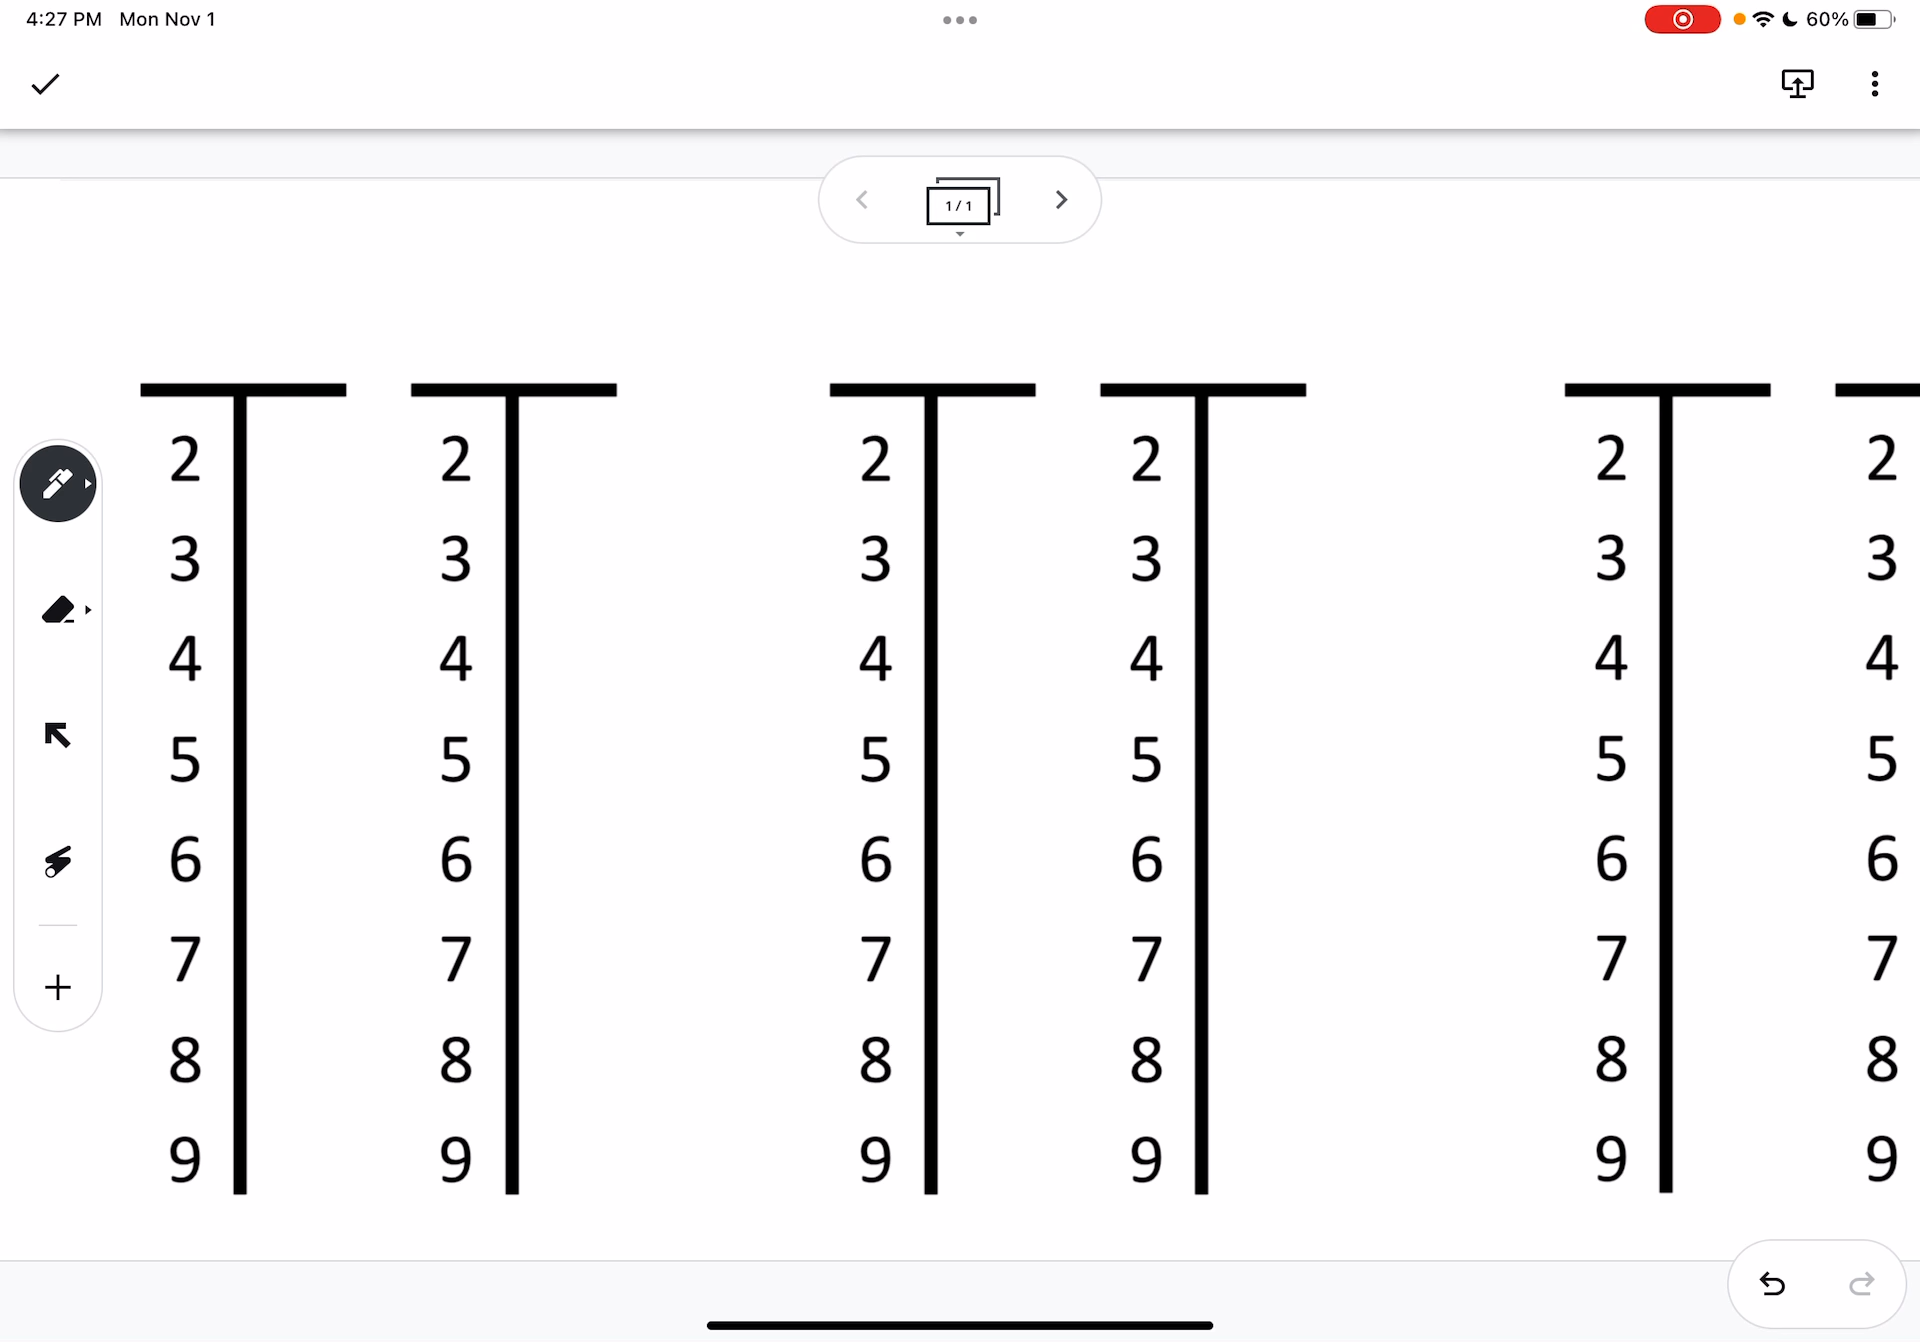 4:27 PM Mon Nov 1
60%
1 / 1
2 2 2 2 2 2
3 3 3 3 3 3
4 4 4 4 4 4
5 5 5 5 5 5
6 6 6 6 6 6
7 7 7 7 7 7
8 8 8 8 8 8
9 9 9 9 9 9